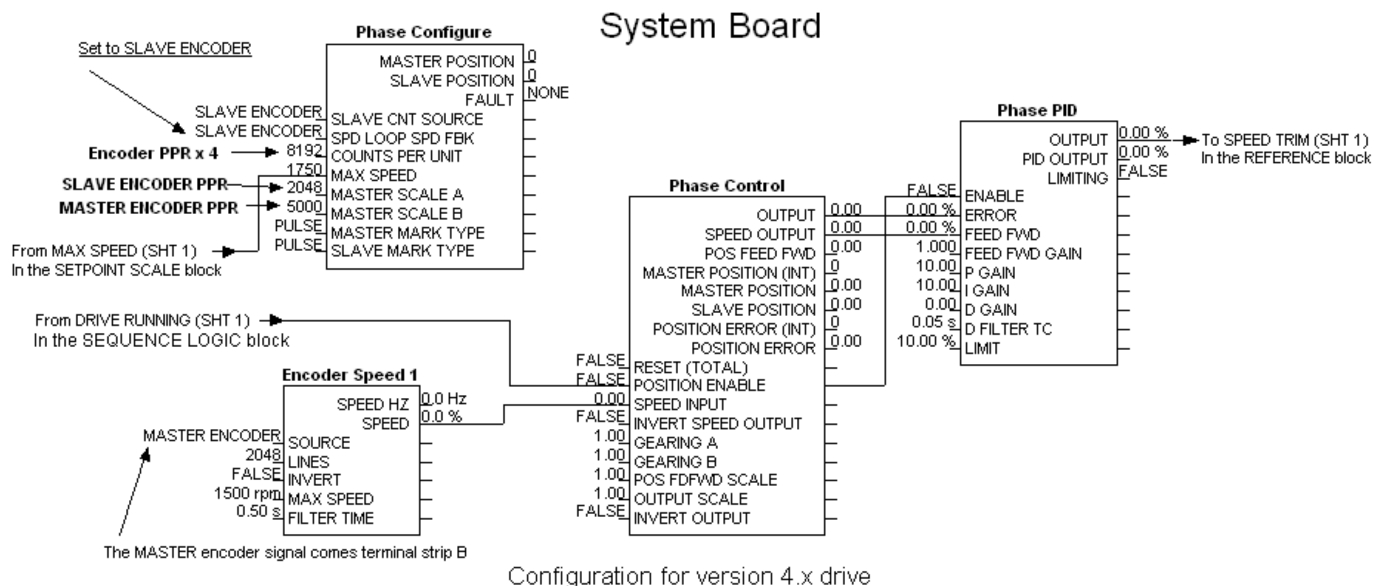 System Board
Phase Configure
Set to SLAVE ENCODER
MASTER POSITION 0
SLAVE POSITION 0
FAULT NONE
SLAVE ENCODER SLAVE CNT SOURCE
SLAVE ENCODER SPD LOOP SPD FBK
Encoder PPR x 4 8192 COUNTS PER UNIT
1750 MAX SPEED
SLAVE ENCODER PPR 2048 MASTER SCALE A
MASTER ENCODER PPR 5000 MASTER SCALE B
PULSE MASTER MARK TYPE
PULSE SLAVE MARK TYPE
From MAX SPEED (SHT 1)
In the SETPOINT SCALE block
From DRIVE RUNNING (SHT 1)
In the SEQUENCE LOGIC block
Encoder Speed 1
SPEED HZ 0.0 Hz
SPEED 0.0 %
MASTER ENCODER SOURCE
2048 LINES
FALSE INVERT
1500 rpm MAX SPEED
0.50 s FILTER TIME
The MASTER encoder signal comes terminal strip B
Phase Control
OUTPUT 0.00
SPEED OUTPUT 0.00
POS FEED FWD 0.00
MASTER POSITION (INT) 0
MASTER POSITION 0.00
SLAVE POSITION 0.00
POSITION ERROR (INT) 0
POSITION ERROR 0.00
FALSE RESET (TOTAL)
FALSE POSITION ENABLE
0.00 SPEED INPUT
FALSE INVERT SPEED OUTPUT
1.00 GEARING A
1.00 GEARING B
1.00 POS FDFWD SCALE
1.00 OUTPUT SCALE
FALSE INVERT OUTPUT
Phase PID
OUTPUT 0.00 %
PID OUTPUT 0.00 %
LIMITING FALSE
FALSE ENABLE
0.00 % ERROR
0.00 % FEED FWD
1.000 FEED FWD GAIN
10.00 P GAIN
10.00 I GAIN
0.00 D GAIN
0.05 s D FILTER TC
10.00 % LIMIT
To SPEED TRIM (SHT 1)
In the REFERENCE block
Configuration for version 4.x drive